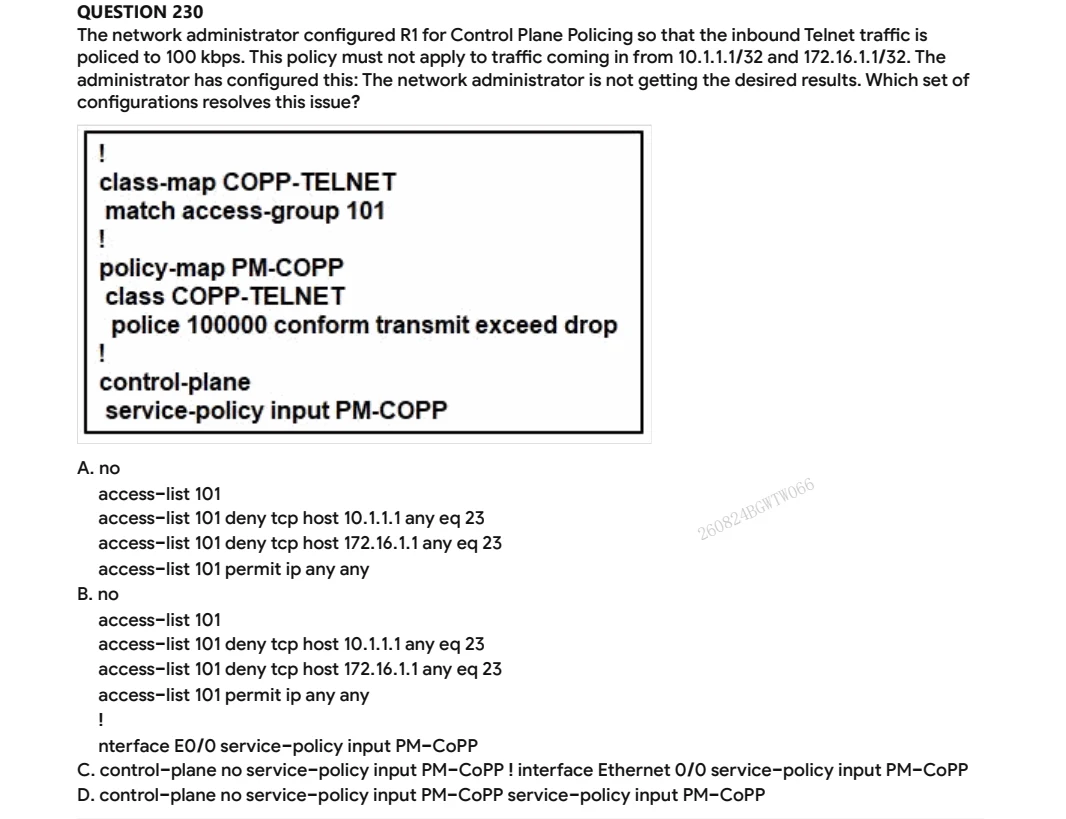 QUESTION 230
The network administrator configured R1 for Control Plane Policing so that the inbound Telnet traffic is
policed to 100 kbps. This policy must not apply to traffic coming in from 10.1.1.1/32 and 172.16.1.1/32. The
administrator has configured this: The network administrator is not getting the desired results. Which set of
configurations resolves this issue?
!
class-map COPP-TELNET
match access-group 101
!
policy-map PM-COPP
class COPP-TELNET
police 100000 conform transmit exceed drop
!
control-plane
service-policy input PM-COPP
A. no
access-list 101
access-list 101 deny tcp host 10.1.1.1 any eq 23
access-list 101 deny tcp host 172.16.1.1 any eq 23
access-list 101 permit ip any any
B. no
access-list 101
access-list 101 deny tcp host 10.1.1.1 any eq 23
access-list 101 deny tcp host 172.16.1.1 any eq 23
access-list 101 permit ip any any
!
nterface E0/0 service-policy input PM-CoPP
C. control-plane no service-policy input PM-CoPP ! interface Ethernet 0/0 service-policy input PM-CoPP
D. control-plane no service-policy input PM-CoPP service-policy input PM-CoPP
260824BGWTW066